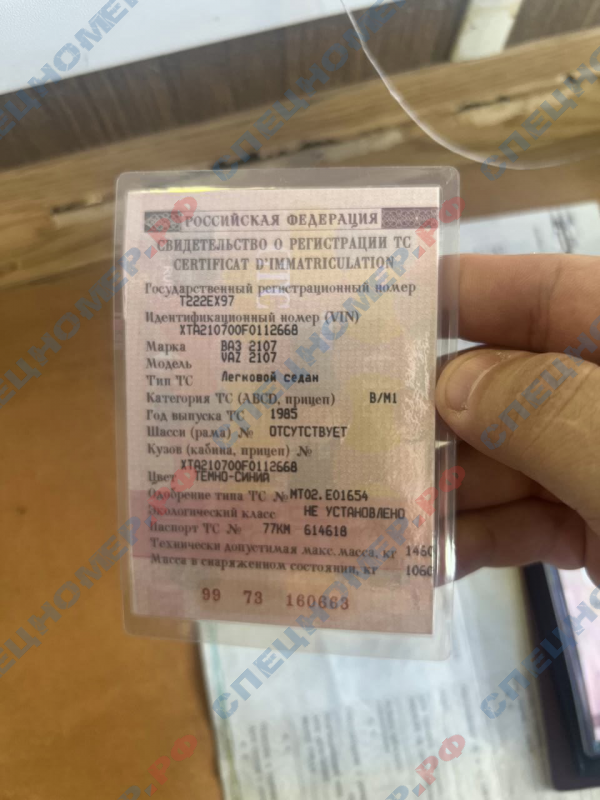 РОССИЙСКАЯ ФЕДЕРАЦИЯ
СВИДЕТЕЛЬСТВО О РЕГИСТРАЦИИ ТС
CERTIFICAT D'IMMATRICULATION
Государственный регистрационный номер
Т222ЕХ97
Идентификационный номер (VIN)
XTA210700F0112668
Марка ВАЗ 2107
Модель VAZ 2107
Тип ТС Легковой седан
Категория ТС (ABCD, прицеп) B/M1
Год выпуска ТС 1985
Шасси (рама) № ОТСУТСТВУЕТ
Кузов (кабина, прицеп) №
XTA210700F0112668
Цвет ТЕМНО-СИНИЙ
Одобрение типа ТС № МТ02.Е01654
Экологический класс НЕ УСТАНОВЛЕНО
Паспорт ТС № 77КМ 614618
Технически допустимая макс. масса, кг 1460
Масса в снаряженном состоянии, кг 1060
99 73 160663
СПЕЦНОМЕР.РФ